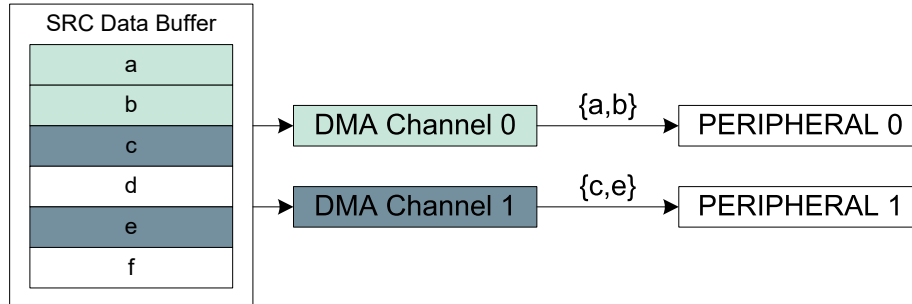 SRC Data Buffer
a
b
c
d
e
f
DMA Channel 0
{a,b}
PERIPHERAL 0
DMA Channel 1
{c,e}
PERIPHERAL 1